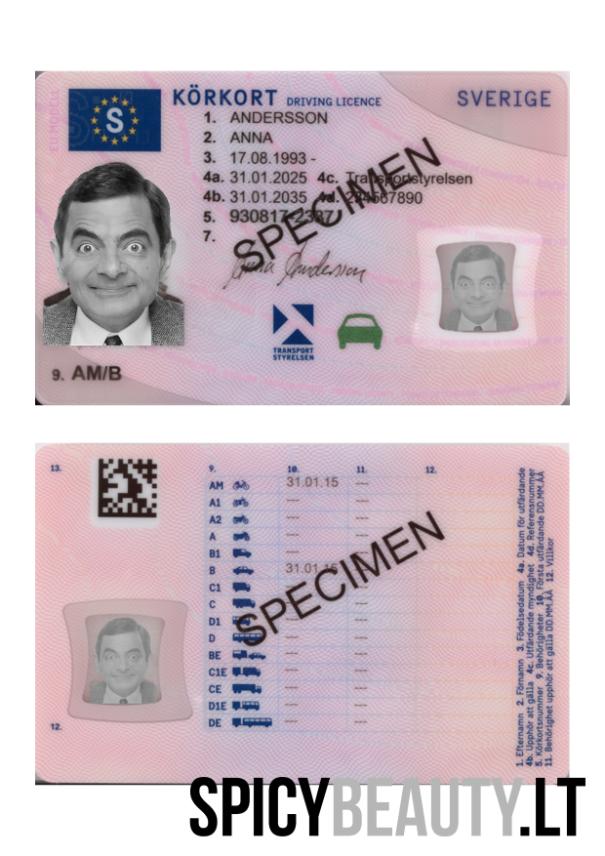 KÖRKORT DRIVING LICENCE SVERIGE
S
1. ANDERSSON
2. ANNA
3. 17.08.1993 -
4a. 31.01.2025 4c. Transportstyrelsen
4b. 31.01.2035 4d. 234567890
5. 930817-2387
7.
Anna Andersson
SPECIMEN
TRANSPORT
STYRELSEN
9. AM/B
13.
9. 10. 11. 12.
AM 31.01.15 ---
A1 --- ---
A2 --- ---
A --- ---
B1 --- ---
B 31.01.15 ---
C1 --- ---
C --- ---
D1 --- ---
D --- ---
BE --- ---
C1E --- ---
CE --- ---
D1E --- ---
DE --- ---
SPECIMEN
12.
1. Efternamn 2. Förnamn 3. Födelsedatum 4a. Datum för utfärdande
4b. Upphör att gälla 4c. Utfärdande myndighet 4d. Referensnummer
5. Körkortsnummer 9. Behörigheter 10. Första utfärdande DD.MM.ÅÅ
11. Behörighet upphör att gälla DD.MM.ÅÅ 12. Villkor
SPICYBEAUTY.LT